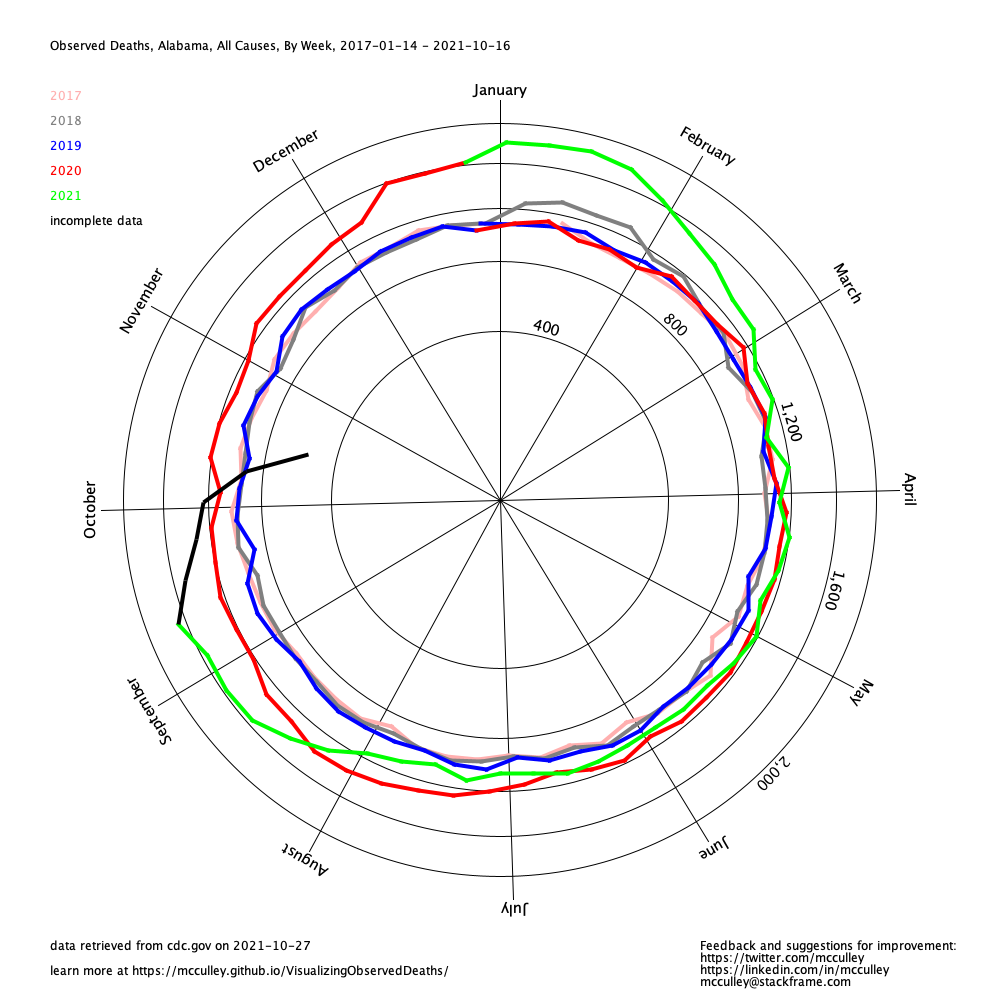 Observed Deaths, Alabama, All Causes, By Week, 2017-01-14 - 2021-10-16
2017
2018
2019
2020
2021
incomplete data
January
February
March
April
May
June
July
August
September
October
November
December
400
800
1,200
1,600
2,000
data retrieved from cdc.gov on 2021-10-27
learn more at https://mcculley.github.io/VisualizingObservedDeaths/
Feedback and suggestions for improvement:
https://twitter.com/mcculley
https://linkedin.com/in/mcculley
mcculley@stackframe.com